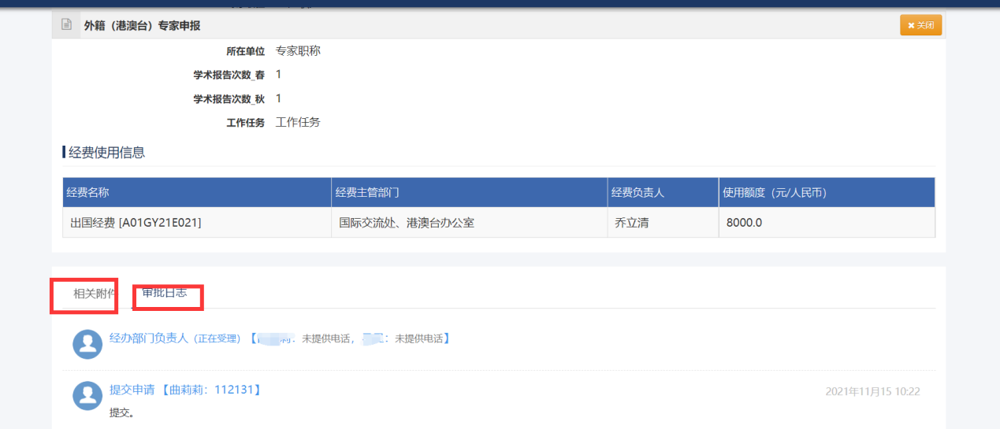 外籍（港澳台）专家申报
关闭
所在单位 专家职称
学术报告次数_春 1
学术报告次数_秋 1
工作任务 工作任务
经费使用信息
经费名称 经费主管部门 经费负责人 使用额度（元/人民币）
出国经费 [A01GY21E021] 国际交流处、港澳台办公室 乔立清 8000.0
相关附件 审批日志
经办部门负责人（正在受理）【莉：未提供电话，：未提供电话】
提交申请 【曲莉莉：112131】 2021年11月15 10:22
提交。